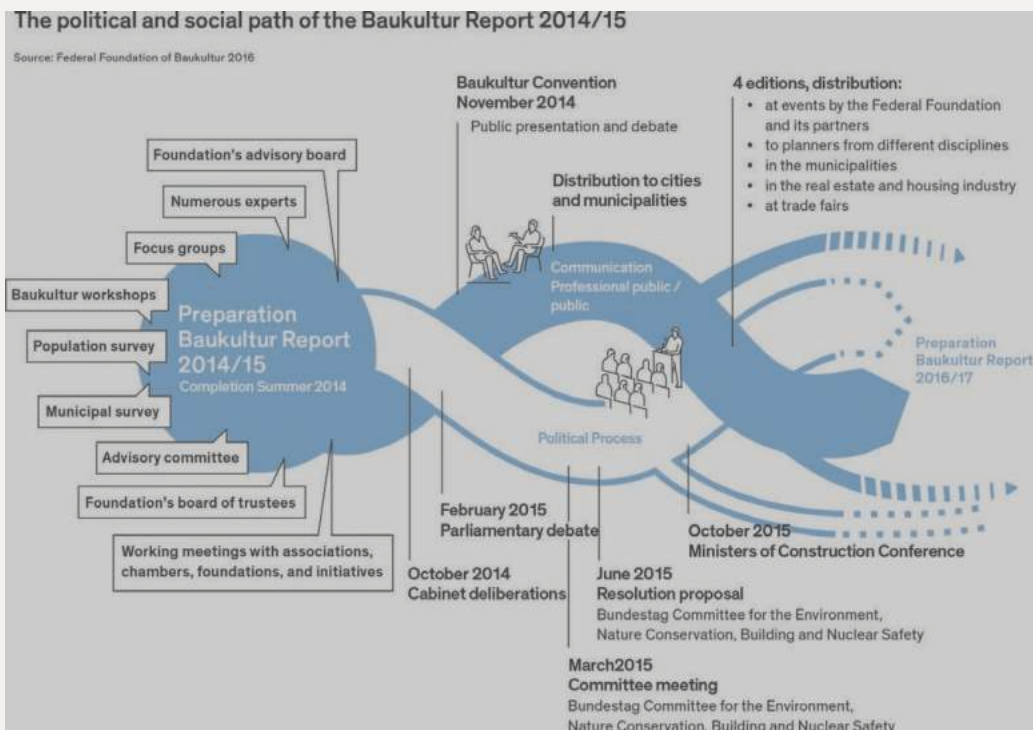 The political and social path of the Baukultur Report 2014/15
Source: Federal Foundation of Baukultur 2016
Baukultur Convention
November 2014
Public presentation and debate
4 editions, distribution:
• at events by the Federal Foundation
and its partners
• to planners from different disciplines
• in the municipalities
• in the real estate and housing industry
• at trade fairs
Distribution to cities
and municipalities
Foundation's advisory board
Numerous experts
Focus groups
Baukultur workshops
Population survey
Municipal survey
Advisory committee
Foundation's board of trustees
Working meetings with associations,
chambers, foundations, and initiatives
Preparation
Baukultur Report
2014/15
Completion Summer 2014
Communication
Professional public /
public
Political Process
Preparation
Baukultur Report
2016/17
October 2014
Cabinet deliberations
February 2015
Parliamentary debate
March2015
Committee meeting
Bundestag Committee for the Environment,
Nature Conservation, Building and Nuclear Safety
June 2015
Resolution proposal
Bundestag Committee for the Environment,
Nature Conservation, Building and Nuclear Safety
October 2015
Ministers of Construction Conference